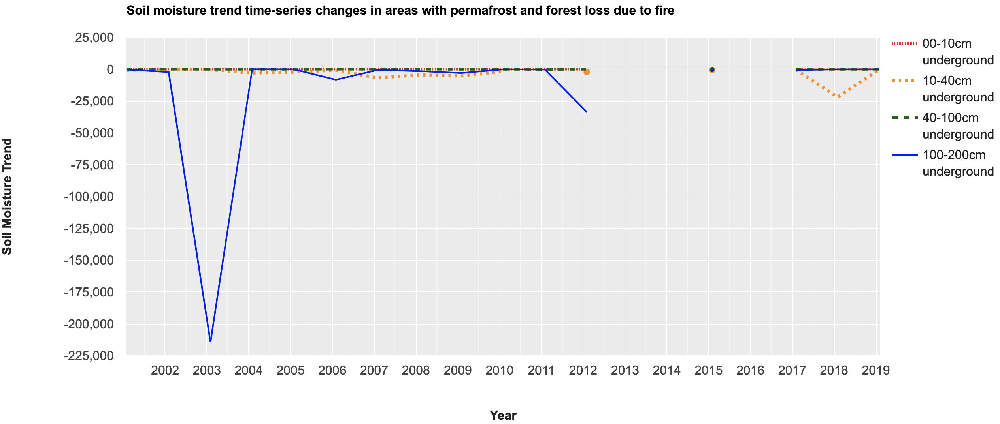 Soil moisture trend time-series changes in areas with permafrost and forest loss due to fire
25,000
0
-25,000
-50,000
-75,000
-100,000
-125,000
-150,000
-175,000
-200,000
-225,000
Soil Moisture Trend
2002 2003 2004 2005 2006 2007 2008 2009 2010 2011 2012 2013 2014 2015 2016 2017 2018 2019
Year
00-10cm
underground
10-40cm
underground
40-100cm
underground
100-200cm
underground